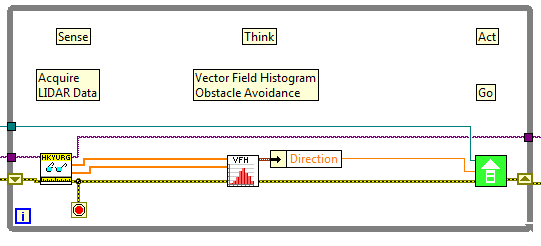 Sense
Think
Act
Acquire
LIDAR Data
Vector Field Histogram
Obstacle Avoidance
Go
HKYURG
VFH
Direction
i